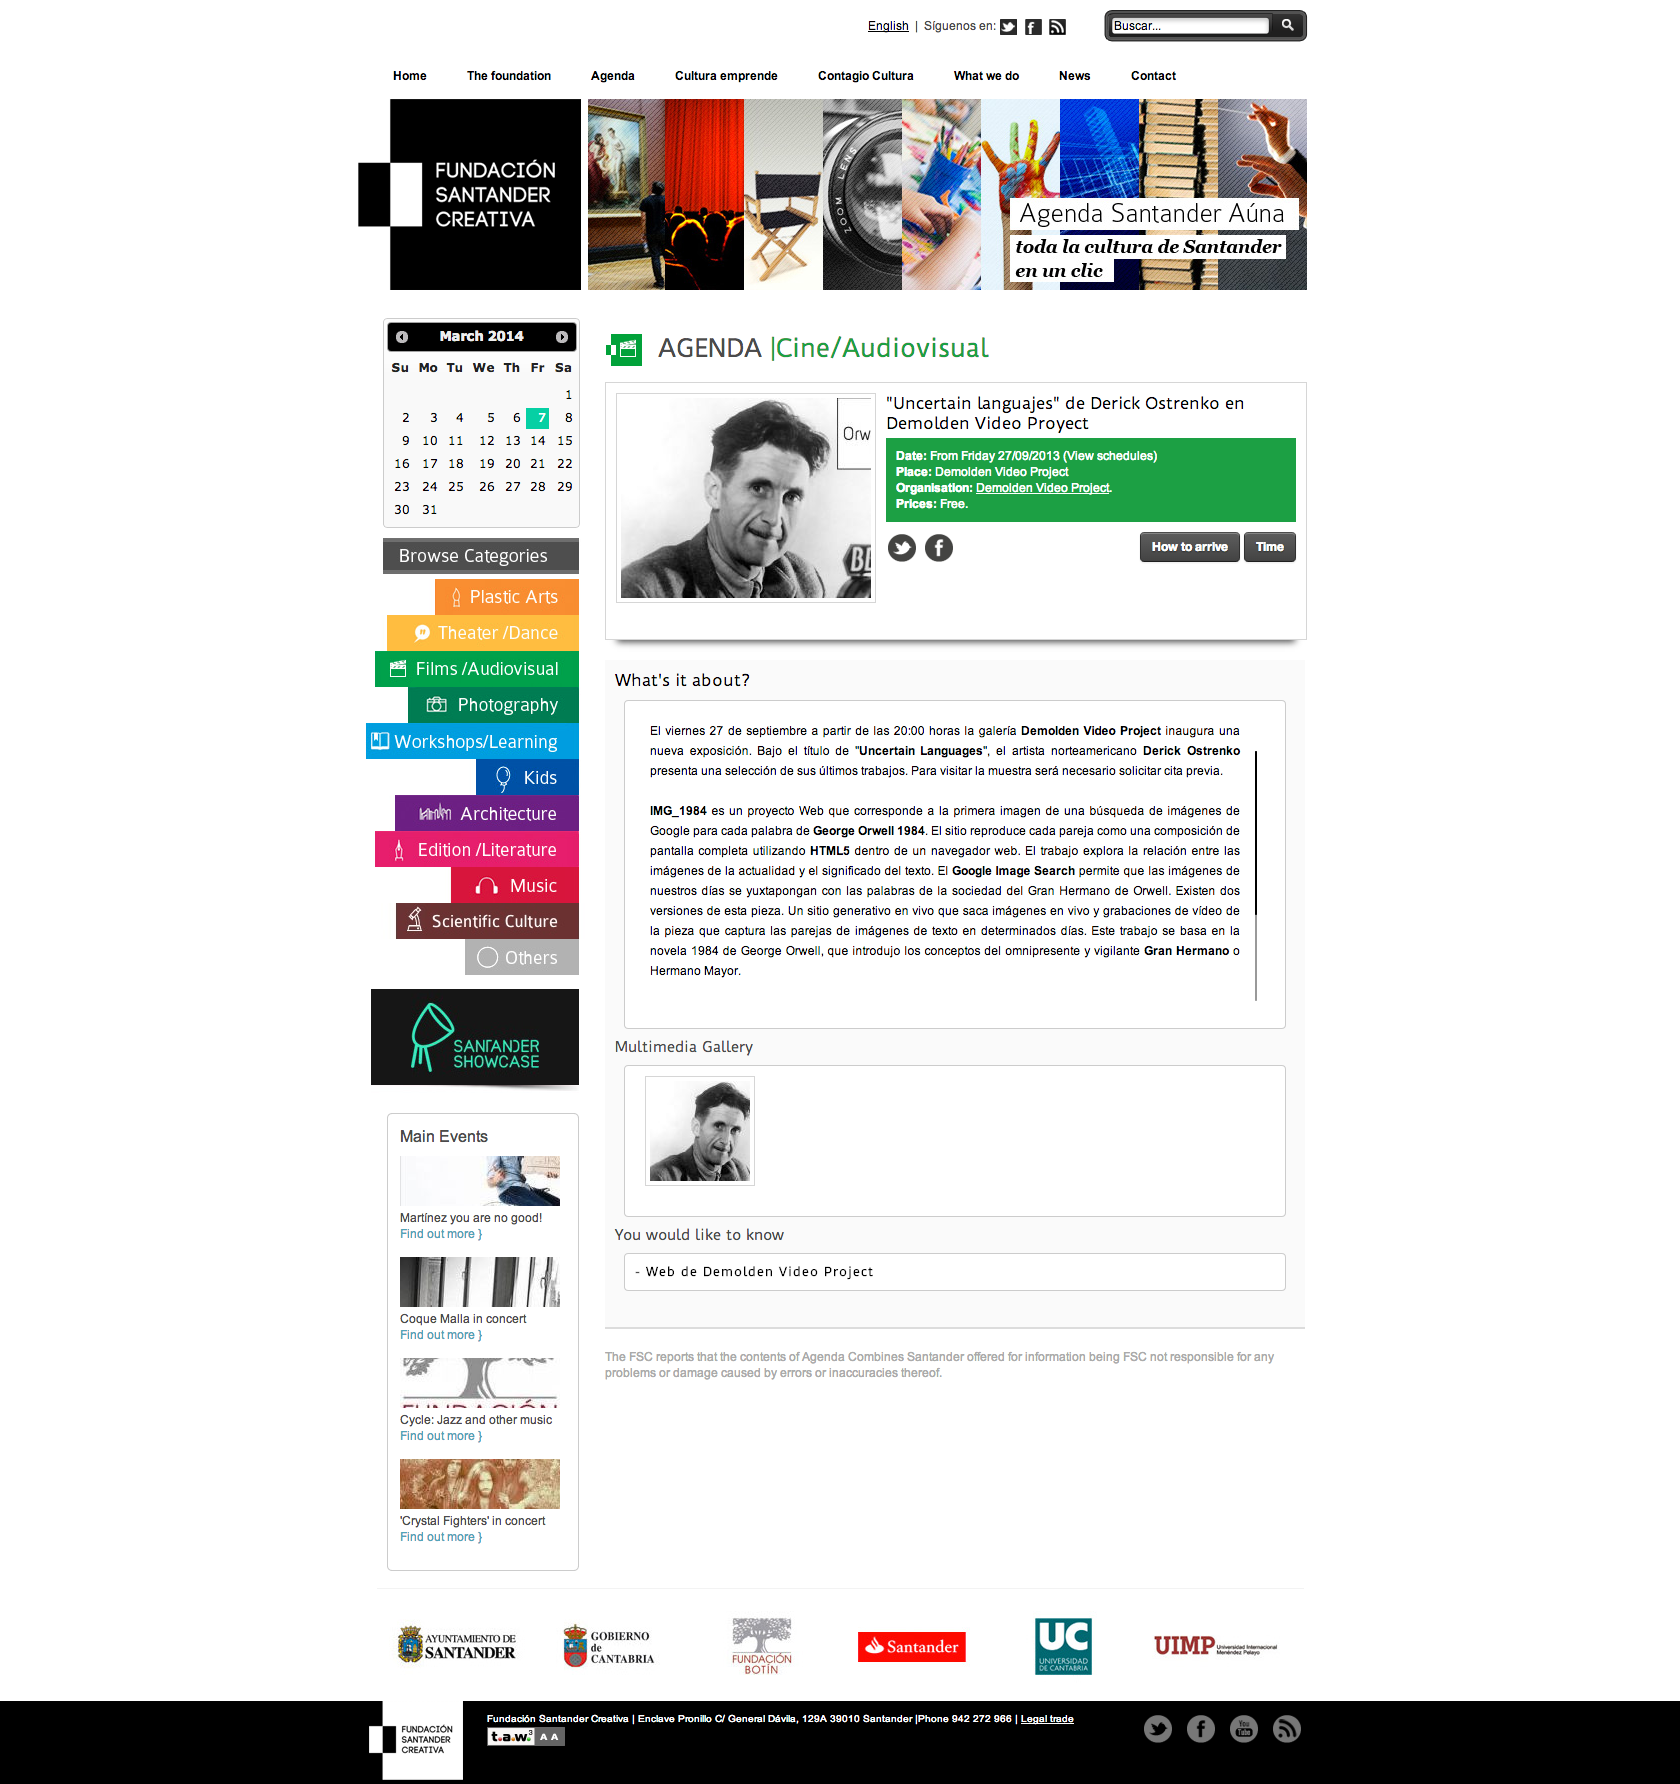 English | Síguenos en:
Buscar...
Home The foundation Agenda Cultura emprende Contagio Cultura What we do News Contact
FUNDACIÓN
SANTANDER
CREATIVA
ZOOM LENS
Agenda Santander Aúna
toda la cultura de Santander
en un clic
March 2014
Su Mo Tu We Th Fr Sa
1
2 3 4 5 6 7 8
9 10 11 12 13 14 15
16 17 18 19 20 21 22
23 24 25 26 27 28 29
30 31
Browse Categories
Plastic Arts
Theater /Dance
Films /Audiovisual
Photography
Workshops/Learning
Kids
Architecture
Edition /Literature
Music
Scientific Culture
Others
SANTANDER
SHOWCASE
Main Events
Martínez you are no good!
Find out more }
Coque Malla in concert
Find out more }
FUNDACIÓN
Cycle: Jazz and other music
Find out more }
'Crystal Fighters' in concert
Find out more }
AGENDA |Cine/Audiovisual
Orw
"Uncertain languajes" de Derick Ostrenko en
Demolden Video Proyect
Date: From Friday 27/09/2013 (View schedules)
Place: Demolden Video Project
Organisation: Demolden Video Project.
Prices: Free.
How to arrive Time
What's it about?
El viernes 27 de septiembre a partir de las 20:00 horas la galería Demolden Video Project inaugura una
nueva exposición. Bajo el título de "Uncertain Languages", el artista norteamericano Derick Ostrenko
presenta una selección de sus últimos trabajos. Para visitar la muestra será necesario solicitar cita previa.
IMG_1984 es un proyecto Web que corresponde a la primera imagen de una búsqueda de imágenes de
Google para cada palabra de George Orwell 1984. El sitio reproduce cada pareja como una composición de
pantalla completa utilizando HTML5 dentro de un navegador web. El trabajo explora la relación entre las
imágenes de la actualidad y el significado del texto. El Google Image Search permite que las imágenes de
nuestros días se yuxtapongan con las palabras de la sociedad del Gran Hermano de Orwell. Existen dos
versiones de esta pieza. Un sitio generativo en vivo que saca imágenes en vivo y grabaciones de vídeo de
la pieza que captura las parejas de imágenes de texto en determinados días. Este trabajo se basa en la
novela 1984 de George Orwell, que introdujo los conceptos del omnipresente y vigilante Gran Hermano o
Hermano Mayor.
Multimedia Gallery
You would like to know
- Web de Demolden Video Project
The FSC reports that the contents of Agenda Combines Santander offered for information being FSC not responsible for any
problems or damage caused by errors or inaccuracies thereof.
AYUNTAMIENTO DE
SANTANDER
GOBIERNO
de
CANTABRIA
FUNDACIÓN
BOTÍN
Santander
UC
UNIVERSIDAD
DE CANTABRIA
UIMP Universidad Internacional
Menéndez Pelayo
FUNDACIÓN
SANTANDER
CREATIVA
Fundación Santander Creativa | Enclave Pronillo C/ General Dávila, 129A 39010 Santander |Phone 942 272 966 | Legal trade
t.a.w. 3 A A
You Tube